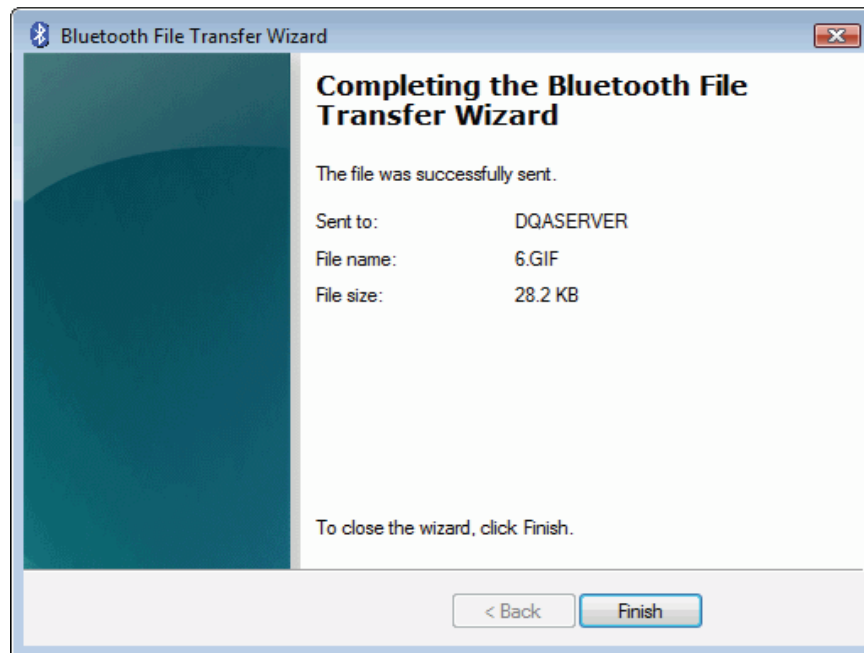 Bluetooth File Transfer Wizard
Completing the Bluetooth File
Transfer Wizard
The file was successfully sent.
Sent to: DQASERVER
File name: 6.GIF
File size: 28.2 KB
To close the wizard, click Finish.
< Back Finish